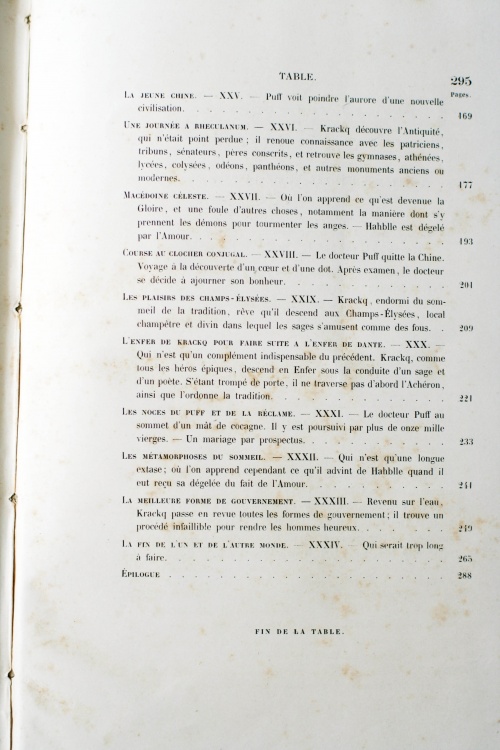 TABLE. 295
Pages.
LA JEUNE CHINE. — XXV. — Puff voit poindre l'aurore d'une nouvelle
civilisation. . . . . . . . . . . . . . . . . . . . 169
UNE JOURNÉE A RHECULANUM. — XXVI. — Krackq découvre l'Antiquité,
qui n'était point perdue; il renoue connaissance avec les patriciens,
tribuns, sénateurs, pères conscrits, et retrouve les gymnases, athénées,
lycées, colysées, odéons, panthéons, et autres monuments anciens ou
modernes. . . . . . . . . . . . . . . . . . . . 177
MACÉDOINE CÉLESTE. — XXVII. — Où l'on apprend ce qu'est devenue la
Gloire, et une foule d'autres choses, notamment la manière dont s'y
prennent les démons pour tourmenter les anges. — Hahblle est dégelé
par l'Amour. . . . . . . . . . . . . . . . . . . 193
COURSE AU CLOCHER CONJUGAL. — XXVIII. — Le docteur Puff quitte la Chine.
Voyage à la découverte d'un cœur et d'une dot. Après examen, le docteur
se décide à ajourner son bonheur. . . . . . . . . . . . 201
LES PLAISIRS DES CHAMPS-ÉLYSÉES. — XXIX. — Krackq, endormi du som-
meil de la tradition, rêve qu'il descend aux Champs-Élysées, local
champêtre et divin dans lequel les sages s'amusent comme des fous. . 209
L'ENFER DE KRACKQ POUR FAIRE SUITE A L'ENFER DE DANTE. — XXX. —
Qui n'est qu'un complément indispensable du précédent. Krackq, comme
tous les héros épiques, descend en Enfer sous la conduite d'un sage et
d'un poëte. S'étant trompé de porte, il ne traverse pas d'abord l'Achéron,
ainsi que l'ordonne la tradition. . . . . . . . . . . . . 221
LES NOCES DU PUFF ET DE LA RÉCLAME. — XXXI. — Le docteur Puff au
sommet d'un mât de cocagne. Il y est poursuivi par plus de onze mille
vierges. — Un mariage par prospectus. . . . . . . . . . . 233
LES MÉTAMORPHOSES DU SOMMEIL. — XXXII. — Qui n'est qu'une longue
extase; où l'on apprend cependant ce qu'il advint de Hahblle quand il
eut reçu sa dégelée du fait de l'Amour. . . . . . . . . . . 241
LA MEILLEURE FORME DE GOUVERNEMENT. — XXXIII. — Revenu sur l'eau,
Krackq passe en revue toutes les formes de gouvernement; il trouve un
procédé infaillible pour rendre les hommes heureux. . . . . . . 249
LA FIN DE L'UN ET DE L'AUTRE MONDE. — XXXIV. — Qui serait trop long
à faire. . . . . . . . . . . . . . . . . . . . . 265
ÉPILOGUE . . . . . . . . . . . . . . . . . . . . 288
FIN DE LA TABLE.